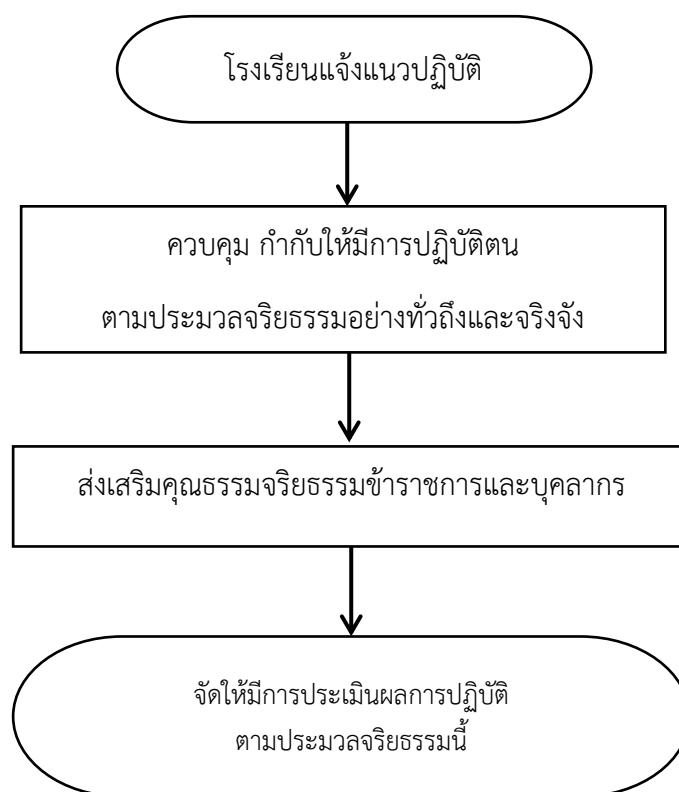 โรงเรียนแจ้งแนวปฏิบัติ
ควบคุม กำกับให้มีการปฏิบัติตน
ตามประมวลจริยธรรมอย่างทั่วถึงและจริงจัง
ส่งเสริมคุณธรรมจริยธรรมข้าราชการและบุคลากร
จัดให้มีการประเมินผลการปฏิบัติ
ตามประมวลจริยธรรมนี้